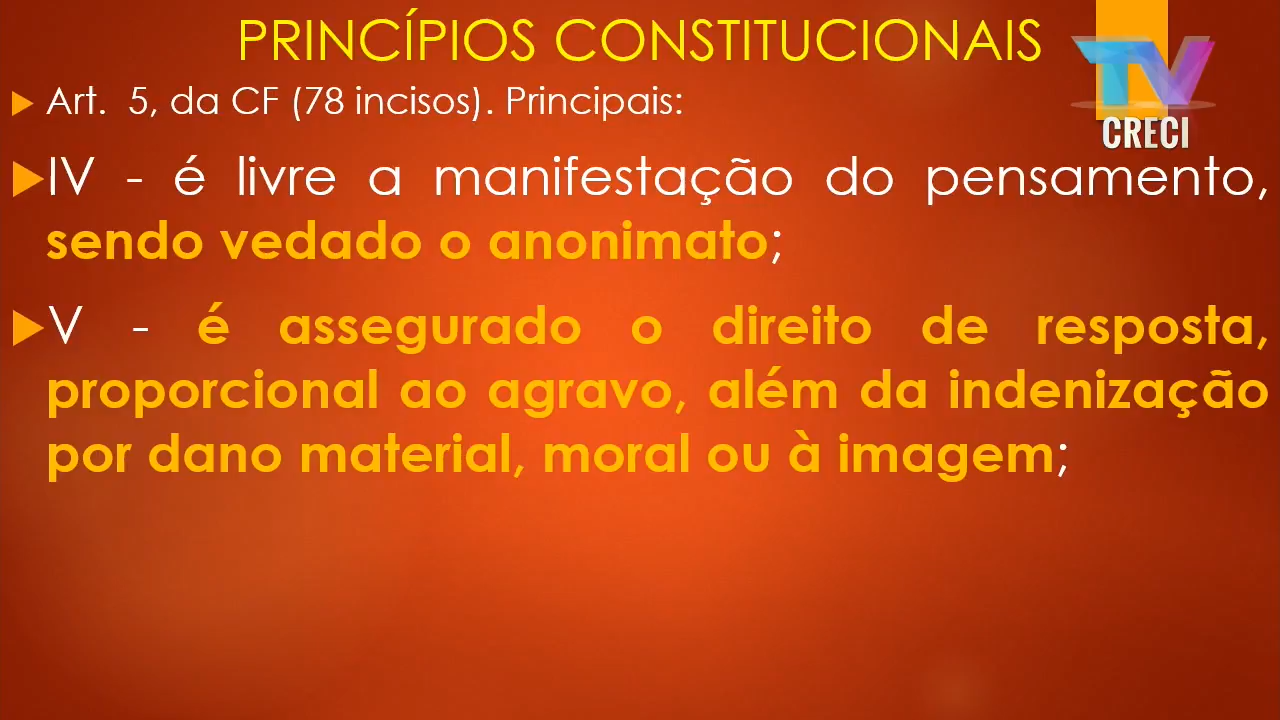 PRINCÍPIOS CONSTITUCIONAIS
TV
CRECI
Art. 5, da CF (78 incisos). Principais:
IV - é livre a manifestação do pensamento,
sendo vedado o anonimato;
V - é assegurado o direito de resposta,
proporcional ao agravo, além da indenização
por dano material, moral ou à imagem;